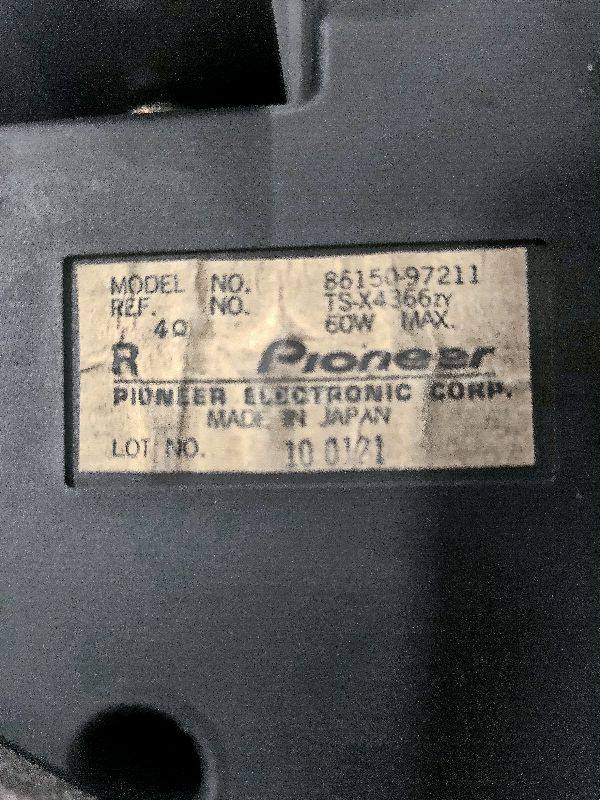 MODEL NO. 86150-97211
REF. NO. TS-X4366ZY
4Ω 60W MAX.
R Pioneer
PIONEER ELECTRONIC CORP.
MADE IN JAPAN
LOT NO. 10 0121